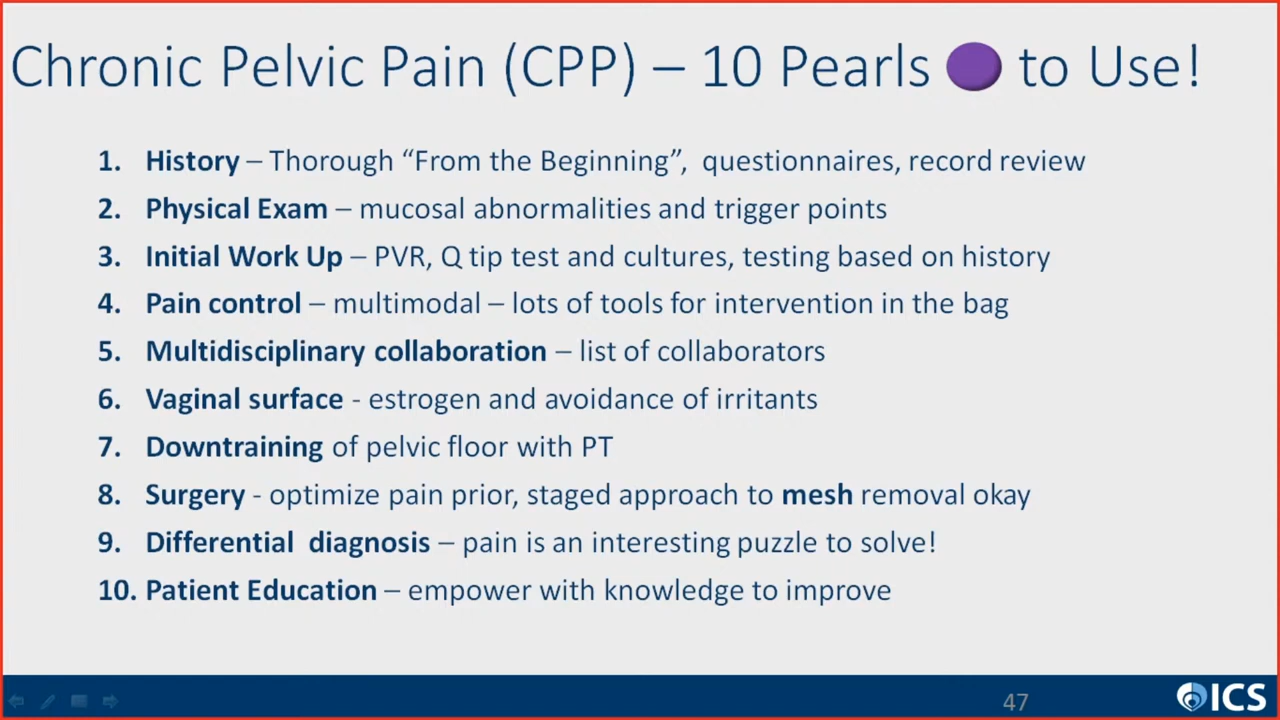 Chronic Pelvic Pain (CPP) – 10 Pearls to Use!
1. History – Thorough “From the Beginning”, questionnaires, record review
2. Physical Exam – mucosal abnormalities and trigger points
3. Initial Work Up – PVR, Q tip test and cultures, testing based on history
4. Pain control – multimodal – lots of tools for intervention in the bag
5. Multidisciplinary collaboration – list of collaborators
6. Vaginal surface - estrogen and avoidance of irritants
7. Downtraining of pelvic floor with PT
8. Surgery - optimize pain prior, staged approach to mesh removal okay
9. Differential diagnosis – pain is an interesting puzzle to solve!
10. Patient Education – empower with knowledge to improve
47
ICS